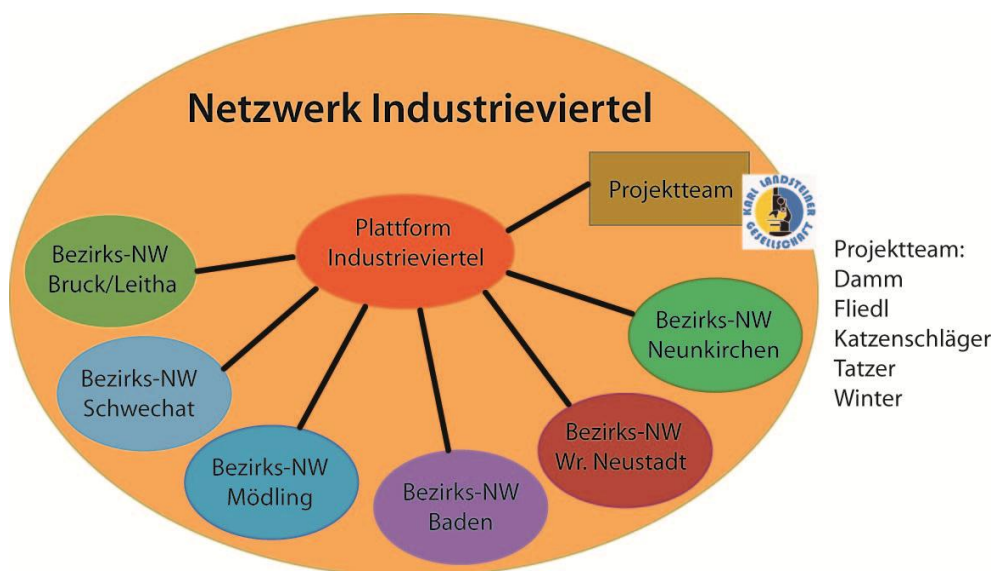 Netzwerk Industrieviertel
Projektteam
KARL LANDSTEINER
GESELLSCHAFT
Plattform
Industrieviertel
Bezirks-NW
Bruck/Leitha
Bezirks-NW
Schwechat
Bezirks-NW
Mödling
Bezirks-NW
Baden
Bezirks-NW
Wr. Neustadt
Bezirks-NW
Neunkirchen
Projektteam:
Damm
Fliedl
Katzenschläger
Tatzer
Winter